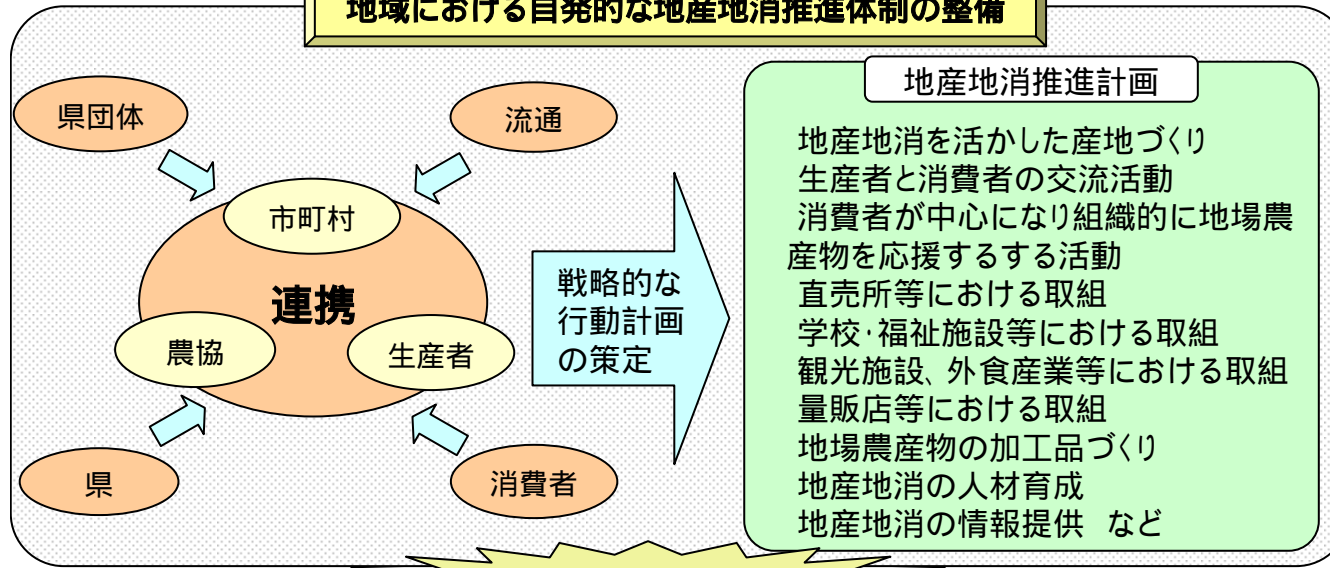 地域における自発的な地産地消推進体制の整備
県団体
流通
市町村
連携
農協
生産者
県
消費者
戦略的な
行動計画
の策定
地産地消推進計画
地産地消を活かした産地づくり
生産者と消費者の交流活動
消費者が中心になり組織的に地場農
産物を応援するする活動
直売所等における取組
学校・福祉施設等における取組
観光施設、外食産業等における取組
量販店等における取組
地場農産物の加工品づくり
地産地消の人材育成
地産地消の情報提供 など